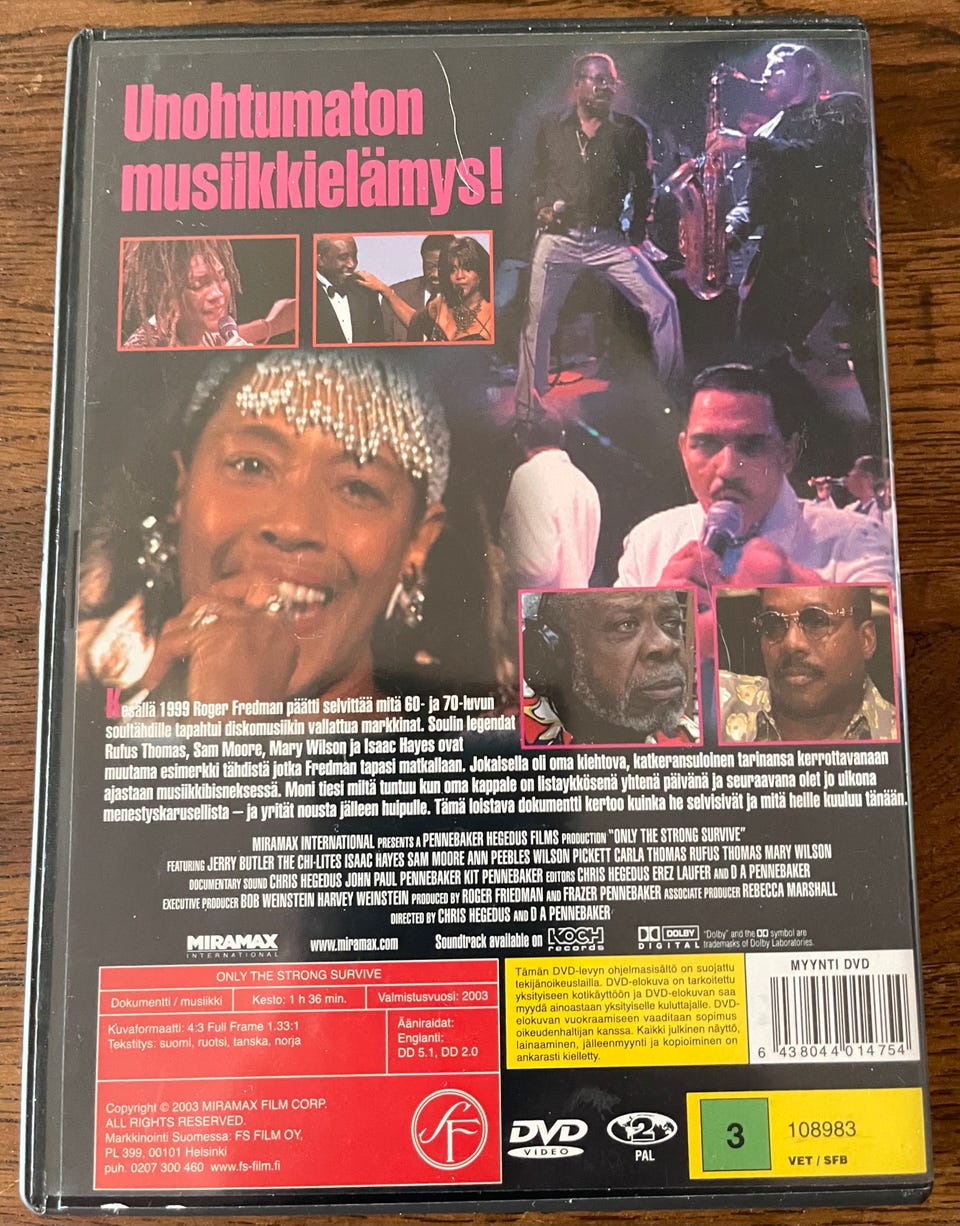 Unohtumaton
musiikkielämys!
Kesällä 1999 Roger Fredman päätti selvittää mitä 60- ja 70-luvun
soultähdille tapahtui diskomusiikin vallattua markkinat. Soulin legendat
Rufus Thomas, Sam Moore, Mary Wilson ja Isaac Hayes ovat
muutama esimerkki tähdistä jotka Fredman tapasi matkallaan. Jokaisella oli oma kiehtova, katkeransuloinen tarinansa kerrottavanaan
ajastaan musiikkibisneksessä. Moni tiesi miltä tuntuu kun oma kappale on listaykkösenä yhtenä päivänä ja seuraavana olet jo ulkona
menestyskarusellista – ja yrität nousta jälleen huipulle. Tämä loistava dokumentti kertoo kuinka he selvisivät ja mitä heille kuuluu tänään.
MIRAMAX INTERNATIONAL PRESENTS A PENNEBAKER HEGEDUS FILMS PRODUCTION "ONLY THE STRONG SURVIVE"
FEATURING JERRY BUTLER THE CHI-LITES ISAAC HAYES SAM MOORE ANN PEEBLES WILSON PICKETT CARLA THOMAS RUFUS THOMAS MARY WILSON
DOCUMENTARY SOUND CHRIS HEGEDUS JOHN PAUL PENNEBAKER KIT PENNEBAKER EDITORS CHRIS HEGEDUS EREZ LAUFER AND D A PENNEBAKER
EXECUTIVE PRODUCER BOB WEINSTEIN HARVEY WEINSTEIN PRODUCED BY ROGER FRIEDMAN AND FRAZER PENNEBAKER ASSOCIATE PRODUCER REBECCA MARSHALL
DIRECTED BY CHRIS HEGEDUS AND D A PENNEBAKER
MIRAMAX
INTERNATIONAL
www.miramax.com
Soundtrack available on KOCH
records
DOLBY
DIGITAL
"Dolby" and the DD symbol are
trademarks of Dolby Laboratories.
ONLY THE STRONG SURVIVE
Dokumentti / musiikki
Kesto: 1 h 36 min.
Valmistusvuosi: 2003
Kuvaformaatti: 4:3 Full Frame 1.33:1
Tekstitys: suomi, ruotsi, tanska, norja
Ääniraidat:
Englanti:
DD 5.1, DD 2.0
Copyright © 2003 MIRAMAX FILM CORP.
ALL RIGHTS RESERVED.
Markkinointi Suomessa: FS FILM OY,
PL 399, 00101 Helsinki
puh. 0207 300 460 www.fs-film.fi
SF
Tämän DVD-levyn ohjelmasisältö on suojattu
tekijänoikeuslailla. DVD-elokuva on tarkoitettu
yksityiseen kotikäyttöön ja DVD-elokuvan saa
myydä ainoastaan yksityiselle kuluttajalle. DVD-
elokuvan vuokraamiseen vaaditaan sopimus
oikeudenhaltijan kanssa. Kaikki julkinen näyttö,
lainaaminen, jälleenmyynti ja kopioiminen on
ankarasti kielletty.
MYYNTI DVD
6 438044 014754
DVD
VIDEO
2
PAL
3
108983
VET / SFB